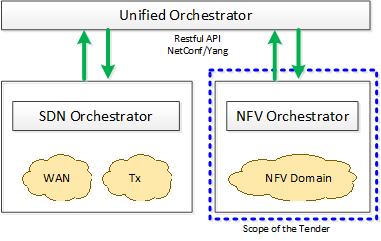 Unified Orchestrator
Restful API
NetConf/Yang
SDN Orchestrator
NFV Orchestrator
WAN
Tx
NFV Domain
Scope of the Tender